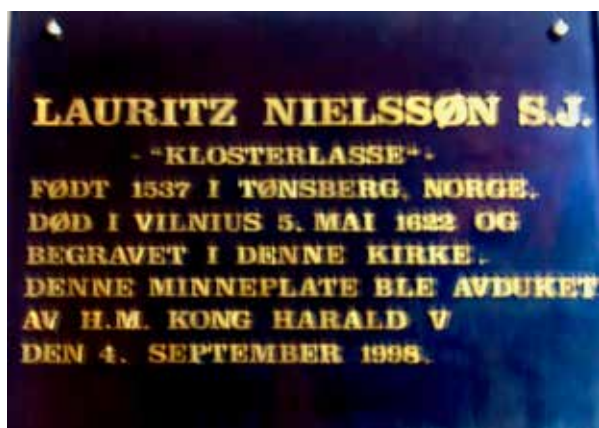 LAURITZ NIELSSØN S.J.
- "KLOSTERLASSE" -
FØDT 1537 I TØNSBERG, NORGE.
DØD I VILNIUS 5. MAI 1622 OG
BEGRAVET I DENNE KIRKE.
DENNE MINNEPLATE BLE AVDUKET
AV H.M. KONG HARALD V
DEN 4. SEPTEMBER 1998.